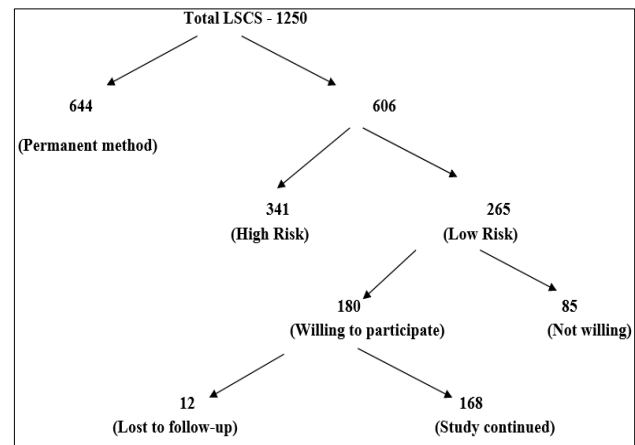 Total LSCS - 1250
644
606
(Permanent method)
341
265
(High Risk)
(Low Risk)
180
85
(Willing to participate)
(Not willing)
12
168
(Lost to follow-up)
(Study continued)